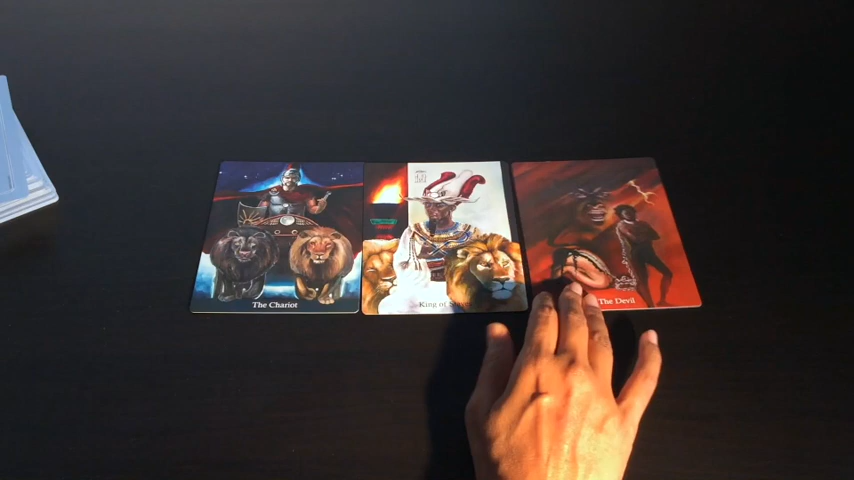 The Chariot
King of Staves
The Devil